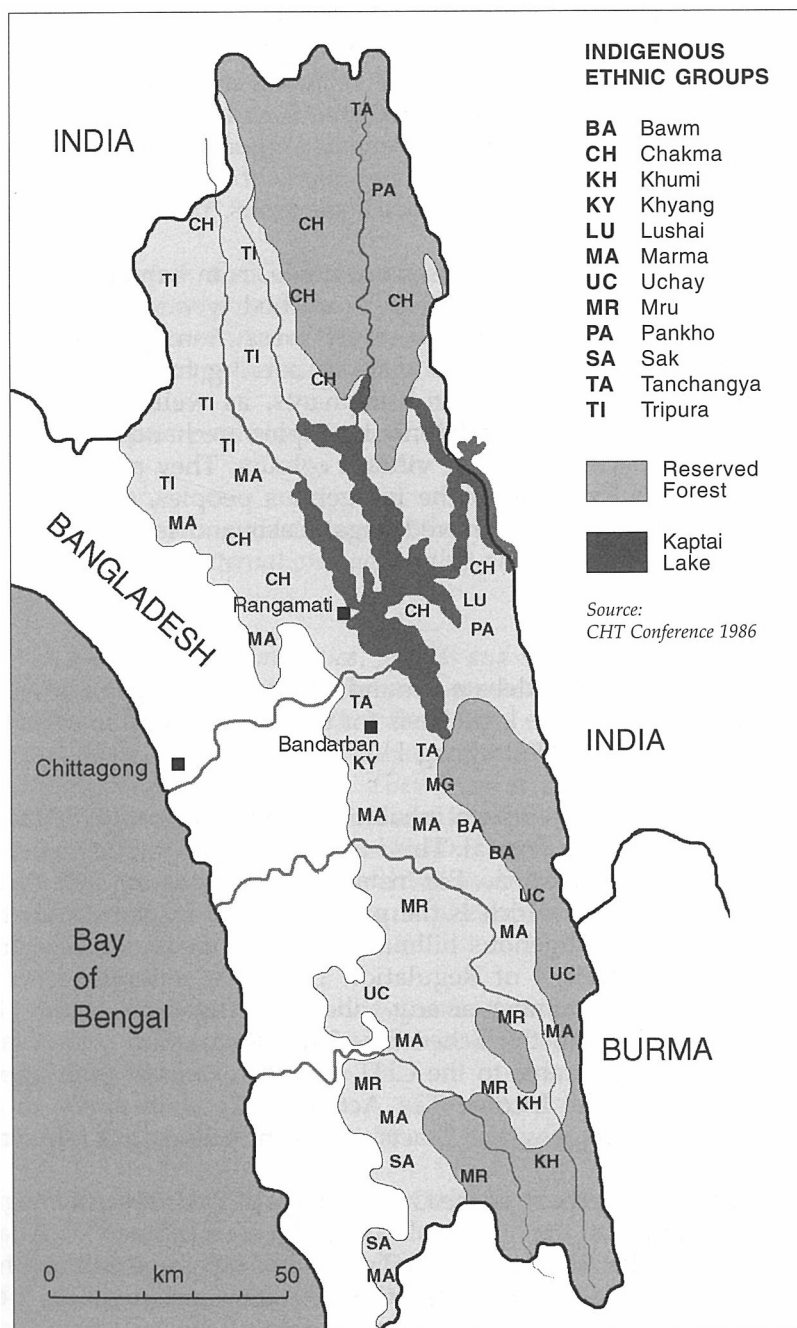 INDIGENOUS
ETHNIC GROUPS
BA Bawm
CH Chakma
KH Khumi
KY Khyang
LU Lushai
MA Marma
UC Uchay
MR Mru
PA Pankho
SA Sak
TA Tanchangya
TI Tripura
Reserved
Forest
Kaptai
Lake
Source:
CHT Conference 1986
INDIA
TA
PA
CH
CH
TI
TI
CH
CH
TI
CH
TI
TI
MA
TI
MA
CH
BANGLADESH
CH
CH
Rangamati
CH
LU
MA
PA
TA
INDIA
Bandarban
TA
Chittagong
KY
MG
MA
MA
BA
BA
MR
UC
MA
Bay
of
Bengal
UC
UC
MR
MA
MA
BURMA
MR
MR
KH
MA
SA
KH
MR
SA
MA
0 km 50